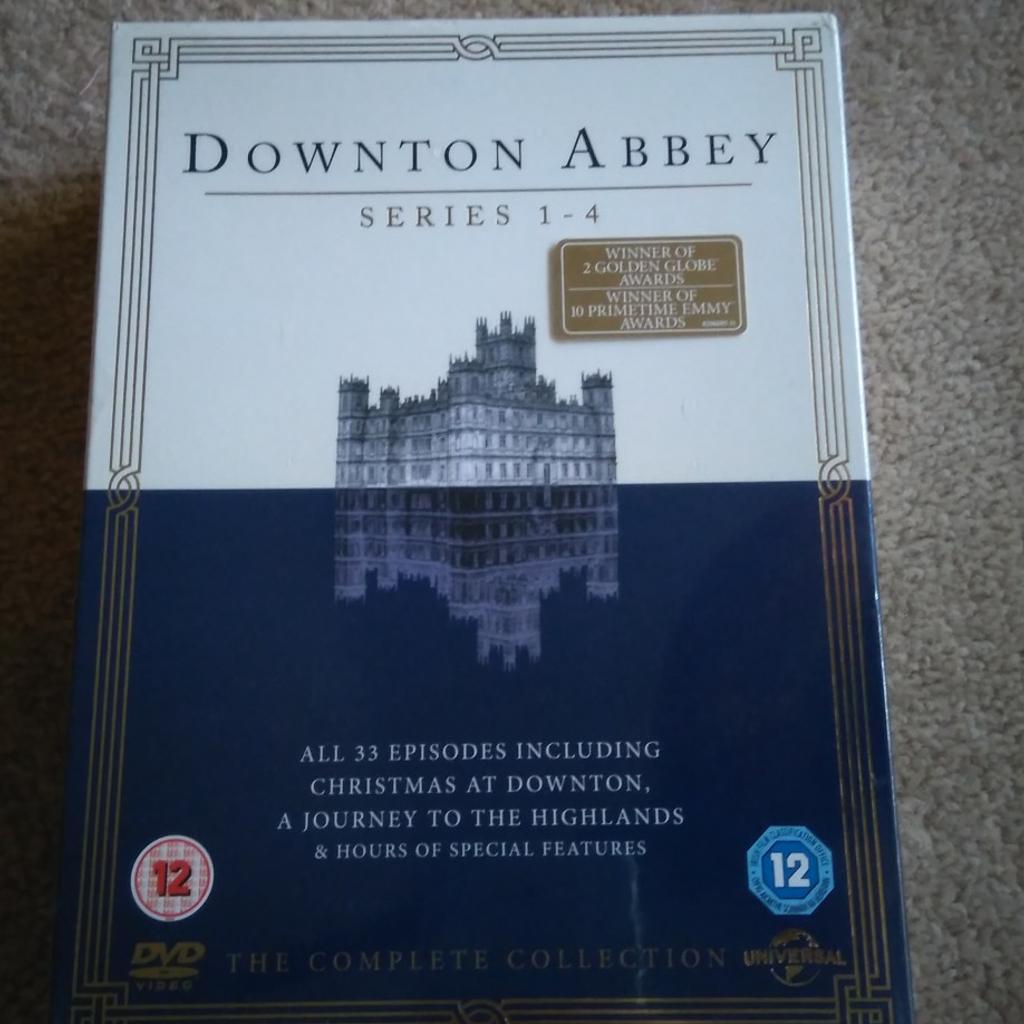 DOWNTON ABBEY
SERIES 1-4
WINNER OF
2 GOLDEN GLOBE
AWARDS
WINNER OF
10 PRIMETIME EMMY
AWARDS
ALL 33 EPISODES INCLUDING
CHRISTMAS AT DOWNTON,
A JOURNEY TO THE HIGHLANDS
& HOURS OF SPECIAL FEATURES
12
12
DVD
VIDEO
THE COMPLETE COLLECTION
UNIVERSAL